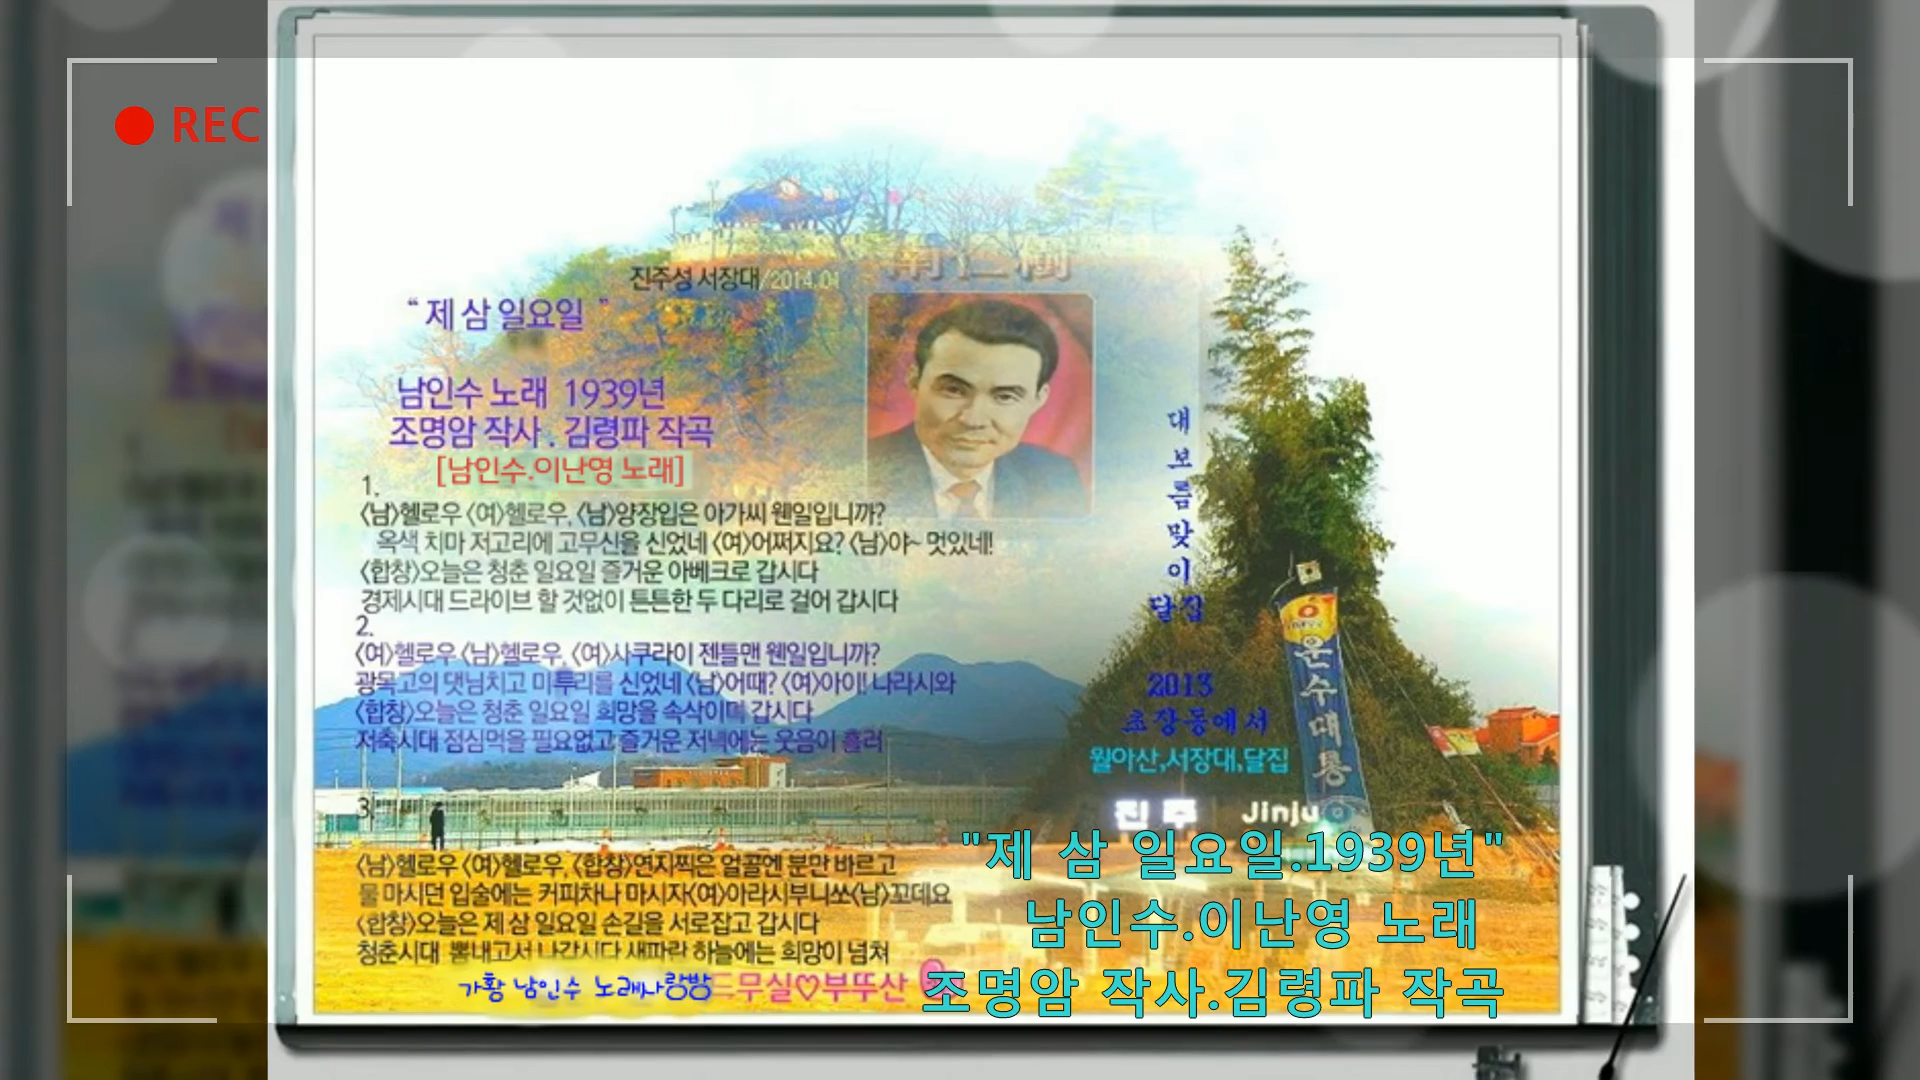 REC
진주성 서장대/2014.01
南仁樹
“ 제 삼 일요일 ”
남인수 노래 1939년
조명암 작사 . 김령파 작곡
[남인수.이난영 노래]
1.
<남>헬로우 <여>헬로우, <남>양장입은 아가씨 웬일입니까?
옥색 치마 저고리에 고무신을 신었네 <여>어쩌지요? <남>야~ 멋있네!
<합창>오늘은 청춘 일요일 즐거운 아베크로 갑시다
경제시대 드라이브 할 것없이 튼튼한 두 다리로 걸어 갑시다
2.
<여>헬로우 <남>헬로우, <여>사쿠라이 젠틀맨 웬일입니까?
광목고의 댓님치고 미투리를 신었네 <남>어때? <여>아이! 나라시와
<합창>오늘은 청춘 일요일 희망을 속삭이며 갑시다
저축시대 점심먹을 필요없고 즐거운 저녁에는 웃음이 흘러
3.
<남>헬로우 <여>헬로우, <합창>연지찍은 얼골엔 분만 바르고
물 마시던 입술에는 커피차나 마시자<여>아라시부니쏘<남>꼬데요
<합창>오늘은 제 삼 일요일 손길을 서로잡고 갑시다
청춘시대 뽐내고서 나갑시다 새파란 하늘에는 희망이 넘쳐
가황 남인수 노래사랑방
드무실♡부뚜산
대보름맞이
달집
2013
초장동에서
월아산,서장대,달집
운수대통
진주 Jinju
"제 삼 일요일.1939년"
남인수.이난영 노래
조명암 작사.김령파 작곡